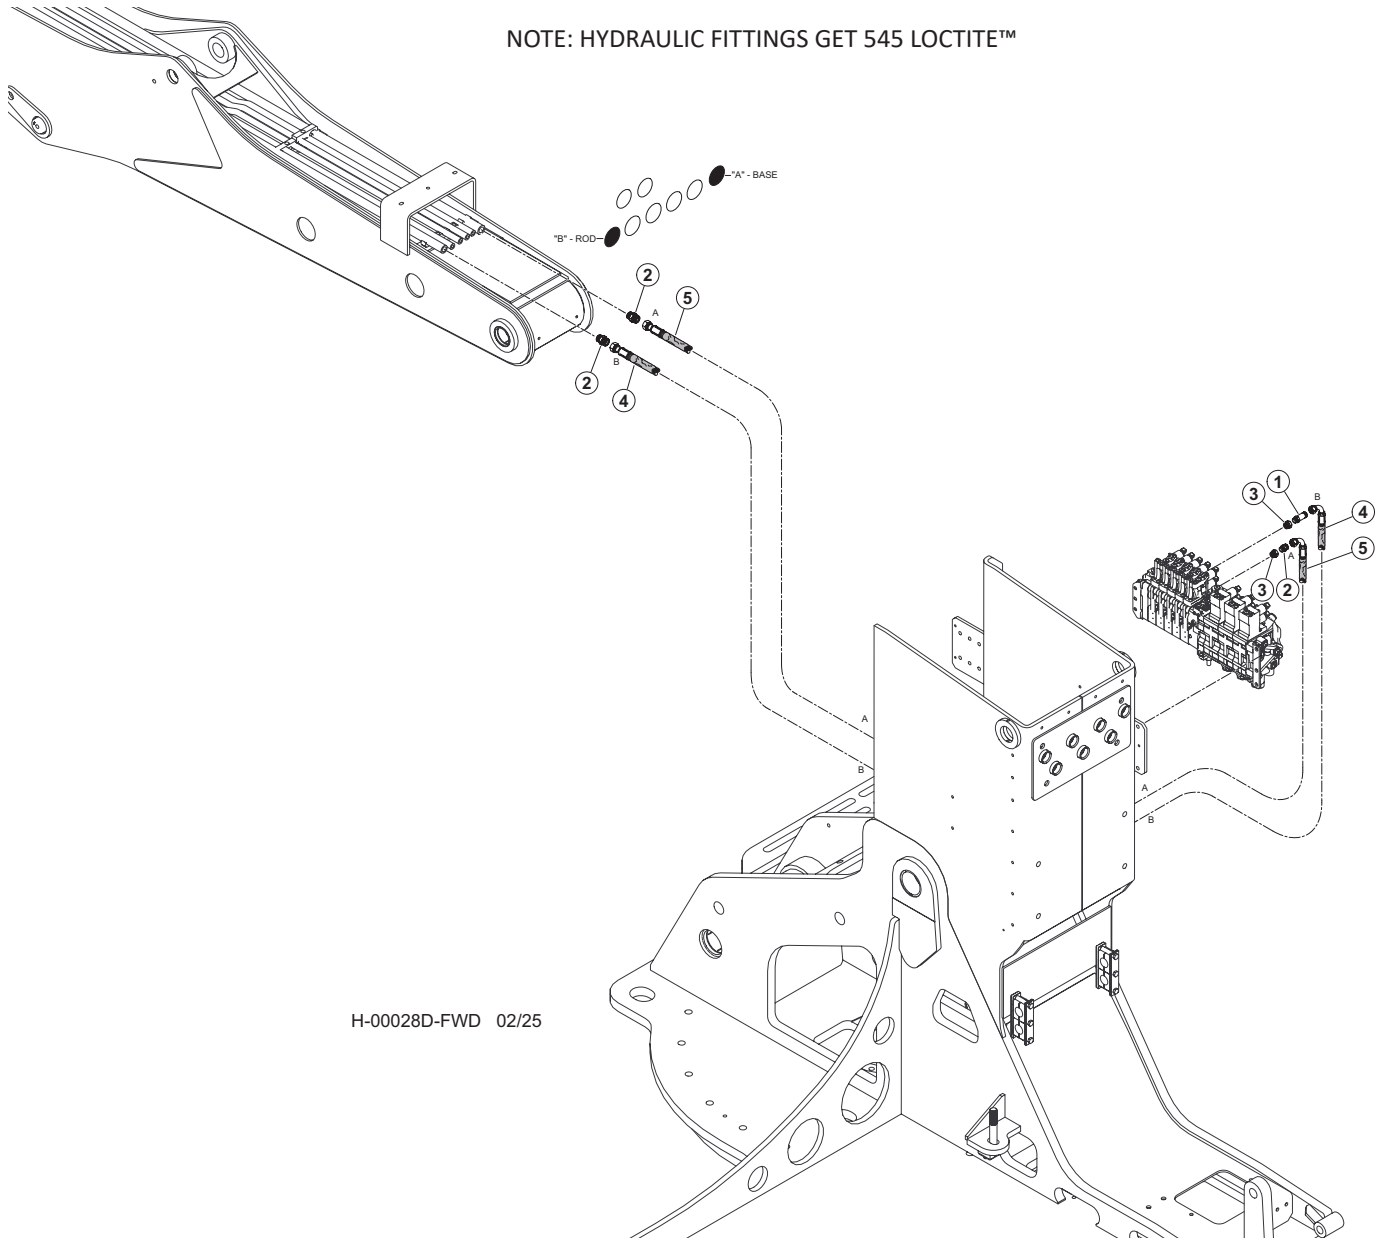 NOTE: HYDRAULIC FITTINGS GET 545 LOCTITE™
"A" - BASE
"B" - ROD
2
5
A
2
B
4
3
1
B
4
A
5
3
2
A
B
A
B
H-00028D-FWD 02/25